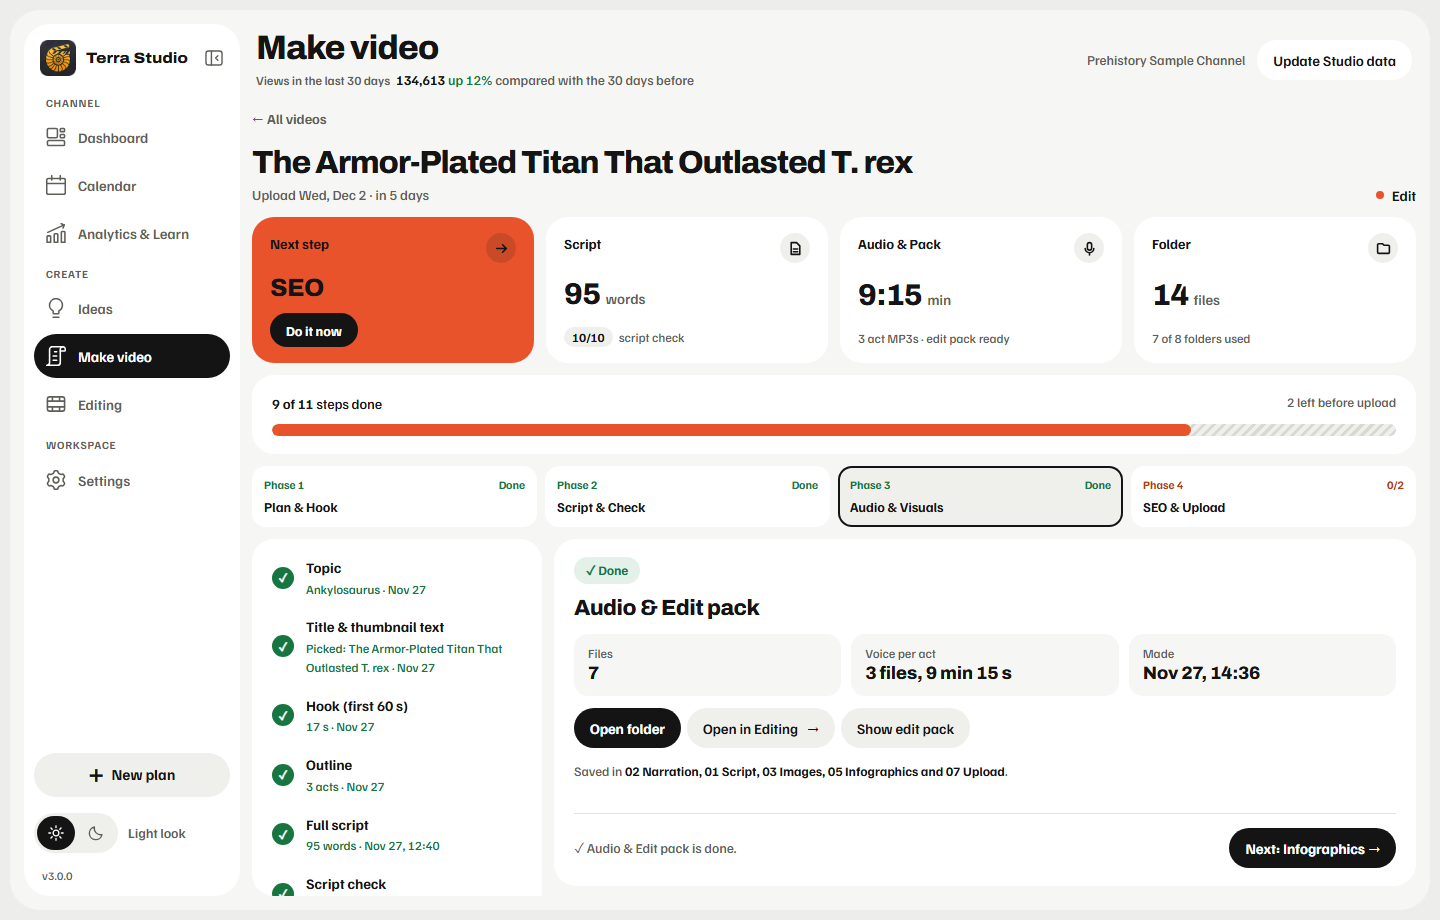 Terra Studio
CHANNEL
Dashboard
Calendar
Analytics & Learn
CREATE
Ideas
Make video
Editing
WORKSPACE
Settings
+ New plan
Light look
v3.0.0
Make video
Views in the last 30 days 134,613 up 12% compared with the 30 days before
Prehistory Sample Channel
Update Studio data
← All videos
The Armor-Plated Titan That Outlasted T. rex
Upload Wed, Dec 2 · in 5 days
Edit
Next step
SEO
Do it now
Script
95 words
10/10 script check
Audio & Pack
9:15 min
3 act MP3s · edit pack ready
Folder
14 files
7 of 8 folders used
9 of 11 steps done
2 left before upload
Phase 1 Done
Plan & Hook
Phase 2 Done
Script & Check
Phase 3 Done
Audio & Visuals
Phase 4 0/2
SEO & Upload
Topic
Ankylosaurus · Nov 27
Title & thumbnail text
Picked: The Armor-Plated Titan That
Outlasted T. rex · Nov 27
Hook (first 60 s)
17 s · Nov 27
Outline
3 acts · Nov 27
Full script
95 words · Nov 27, 12:40
Script check
✓ Done
Audio & Edit pack
Files
7
Voice per act
3 files, 9 min 15 s
Made
Nov 27, 14:36
Open folder
Open in Editing →
Show edit pack
Saved in 02 Narration, 01 Script, 03 Images, 05 Infographics and 07 Upload.
✓ Audio & Edit pack is done.
Next: Infographics →